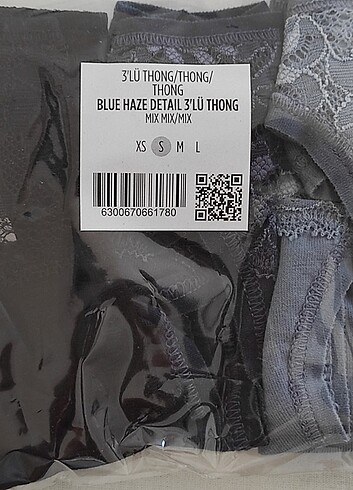 3'LÜ THONG/THONG/
THONG
BLUE HAZE DETAIL 3'LÜ THONG
MIX MIX/MIX
XS S M L
6300670661780